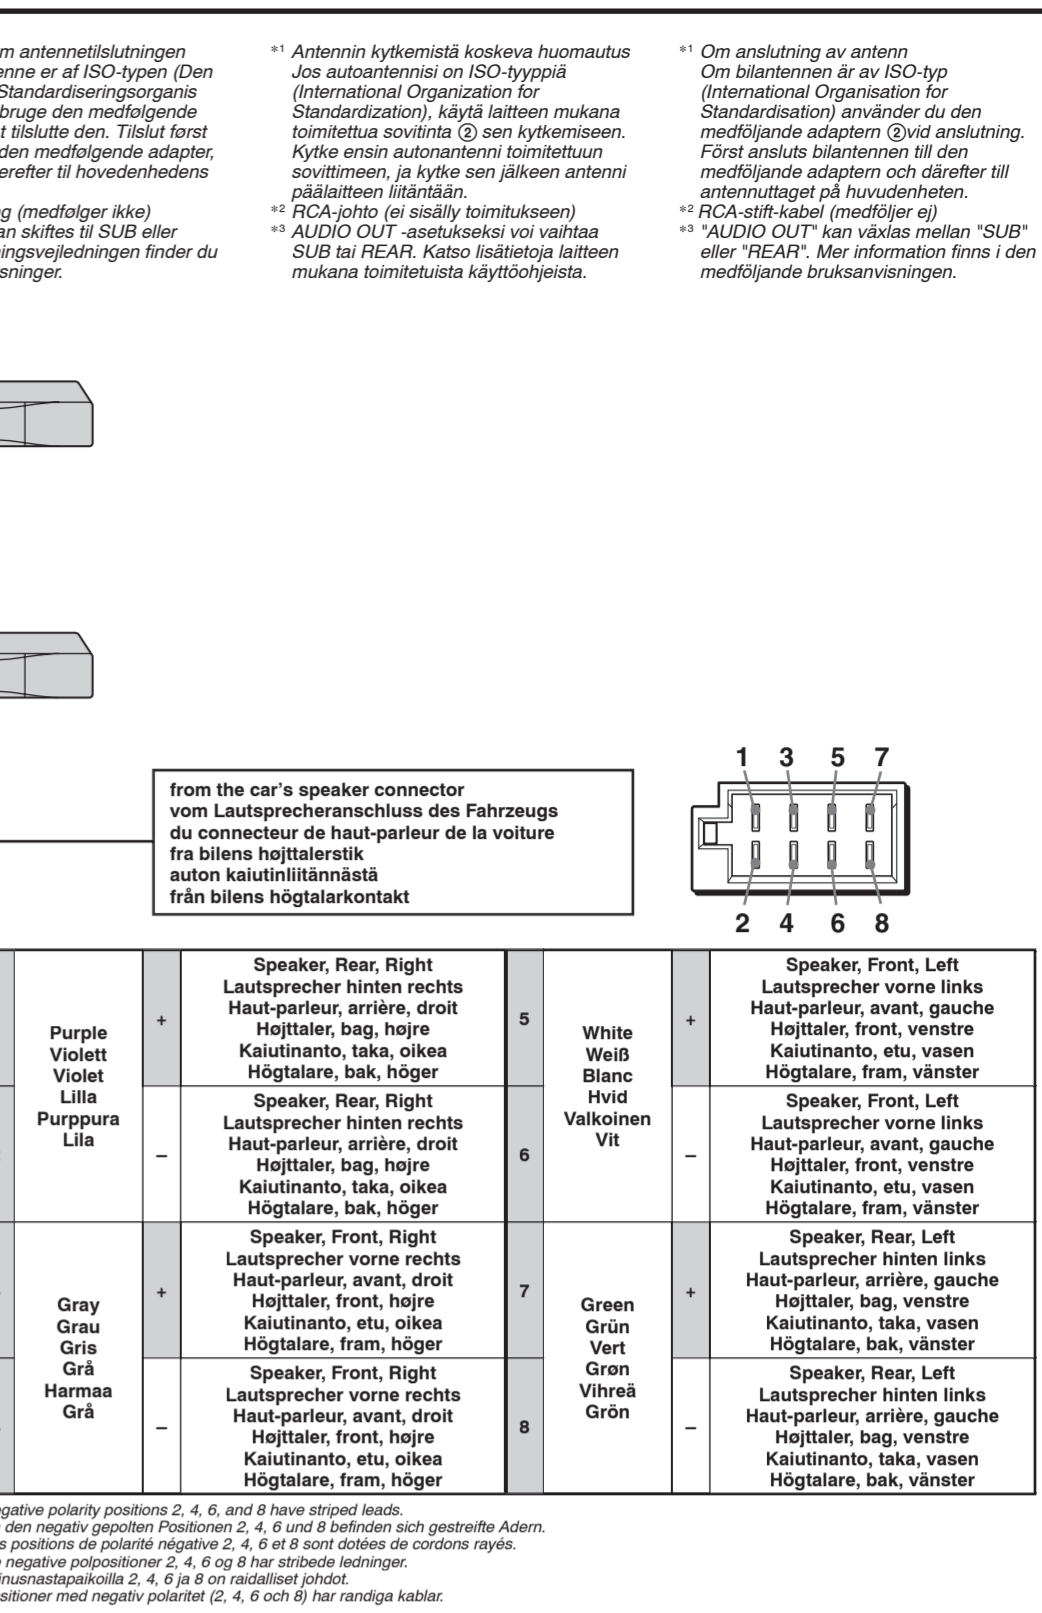 m antennetilslutningen
enne er af ISO-typen (Den
Standardiseringsorganis
bruge den medfølgende
t tilslutte den. Tilslut først
den medfølgende adapter,
erefter til hovedenhedens
g (medfølger ikke)
an skiftes til SUB eller
ningsvejledningen finder du
sninger.
*1 Antennin kytkemistä koskeva huomautus
Jos autoantennisi on ISO-tyyppiä
(International Organization for
Standardization), käytä laitteen mukana
toimitettua sovitinta ② sen kytkemiseen.
Kytke ensin autonantenni toimitettuun
sovittimeen, ja kytke sen jälkeen antenni
päälaitteen liitäntään.
*2 RCA-johto (ei sisälly toimitukseen)
*3 AUDIO OUT -asetukseksi voi vaihtaa
SUB tai REAR. Katso lisätietoja laitteen
mukana toimitetuista käyttöohjeista.
*1 Om anslutning av antenn
Om bilantennen är av ISO-typ
(International Organisation for
Standardisation) använder du den
medföljande adaptern ②vid anslutning.
Först ansluts bilantennen till den
medföljande adaptern och därefter till
antennuttaget på huvudenheten.
*2 RCA-stift-kabel (medföljer ej)
*3 "AUDIO OUT" kan växlas mellan "SUB"
eller "REAR". Mer information finns i den
medföljande bruksanvisningen.
from the car's speaker connector
vom Lautsprecheranschluss des Fahrzeugs
du connecteur de haut-parleur de la voiture
fra bilens højttalerstik
auton kaiutinliitännästä
från bilens högtalarkontakt
1 3 5 7
2 4 6 8
Purple
Violett
Violet
Lilla
Purppura
Lila
+
Speaker, Rear, Right
Lautsprecher hinten rechts
Haut-parleur, arrière, droit
Højttaler, bag, højre
Kaiutinanto, taka, oikea
Högtalare, bak, höger
–
Speaker, Rear, Right
Lautsprecher hinten rechts
Haut-parleur, arrière, droit
Højttaler, bag, højre
Kaiutinanto, taka, oikea
Högtalare, bak, höger
Gray
Grau
Gris
Grå
Harmaa
Grå
+
Speaker, Front, Right
Lautsprecher vorne rechts
Haut-parleur, avant, droit
Højttaler, front, højre
Kaiutinanto, etu, oikea
Högtalare, fram, höger
–
Speaker, Front, Right
Lautsprecher vorne rechts
Haut-parleur, avant, droit
Højttaler, front, højre
Kaiutinanto, etu, oikea
Högtalare, fram, höger
5
White
Weiß
Blanc
Hvid
Valkoinen
Vit
+
Speaker, Front, Left
Lautsprecher vorne links
Haut-parleur, avant, gauche
Højttaler, front, venstre
Kaiutinanto, etu, vasen
Högtalare, fram, vänster
6
–
Speaker, Front, Left
Lautsprecher vorne links
Haut-parleur, avant, gauche
Højttaler, front, venstre
Kaiutinanto, etu, vasen
Högtalare, fram, vänster
7
Green
Grün
Vert
Grøn
Vihreä
Grön
+
Speaker, Rear, Left
Lautsprecher hinten links
Haut-parleur, arrière, gauche
Højttaler, bag, venstre
Kaiutinanto, taka, vasen
Högtalare, bak, vänster
8
–
Speaker, Rear, Left
Lautsprecher hinten links
Haut-parleur, arrière, gauche
Højttaler, bag, venstre
Kaiutinanto, taka, vasen
Högtalare, bak, vänster
egative polarity positions 2, 4, 6, and 8 have striped leads.
den negativ gepolten Positionen 2, 4, 6 und 8 befinden sich gestreifte Adern.
s positions de polarité négative 2, 4, 6 et 8 sont dotées de cordons rayés.
negative polpositioner 2, 4, 6 og 8 har stribede ledninger.
inusnastapaikoilla 2, 4, 6 ja 8 on raidalliset johdot.
sitioner med negativ polaritet (2, 4, 6 och 8) har randiga kablar.